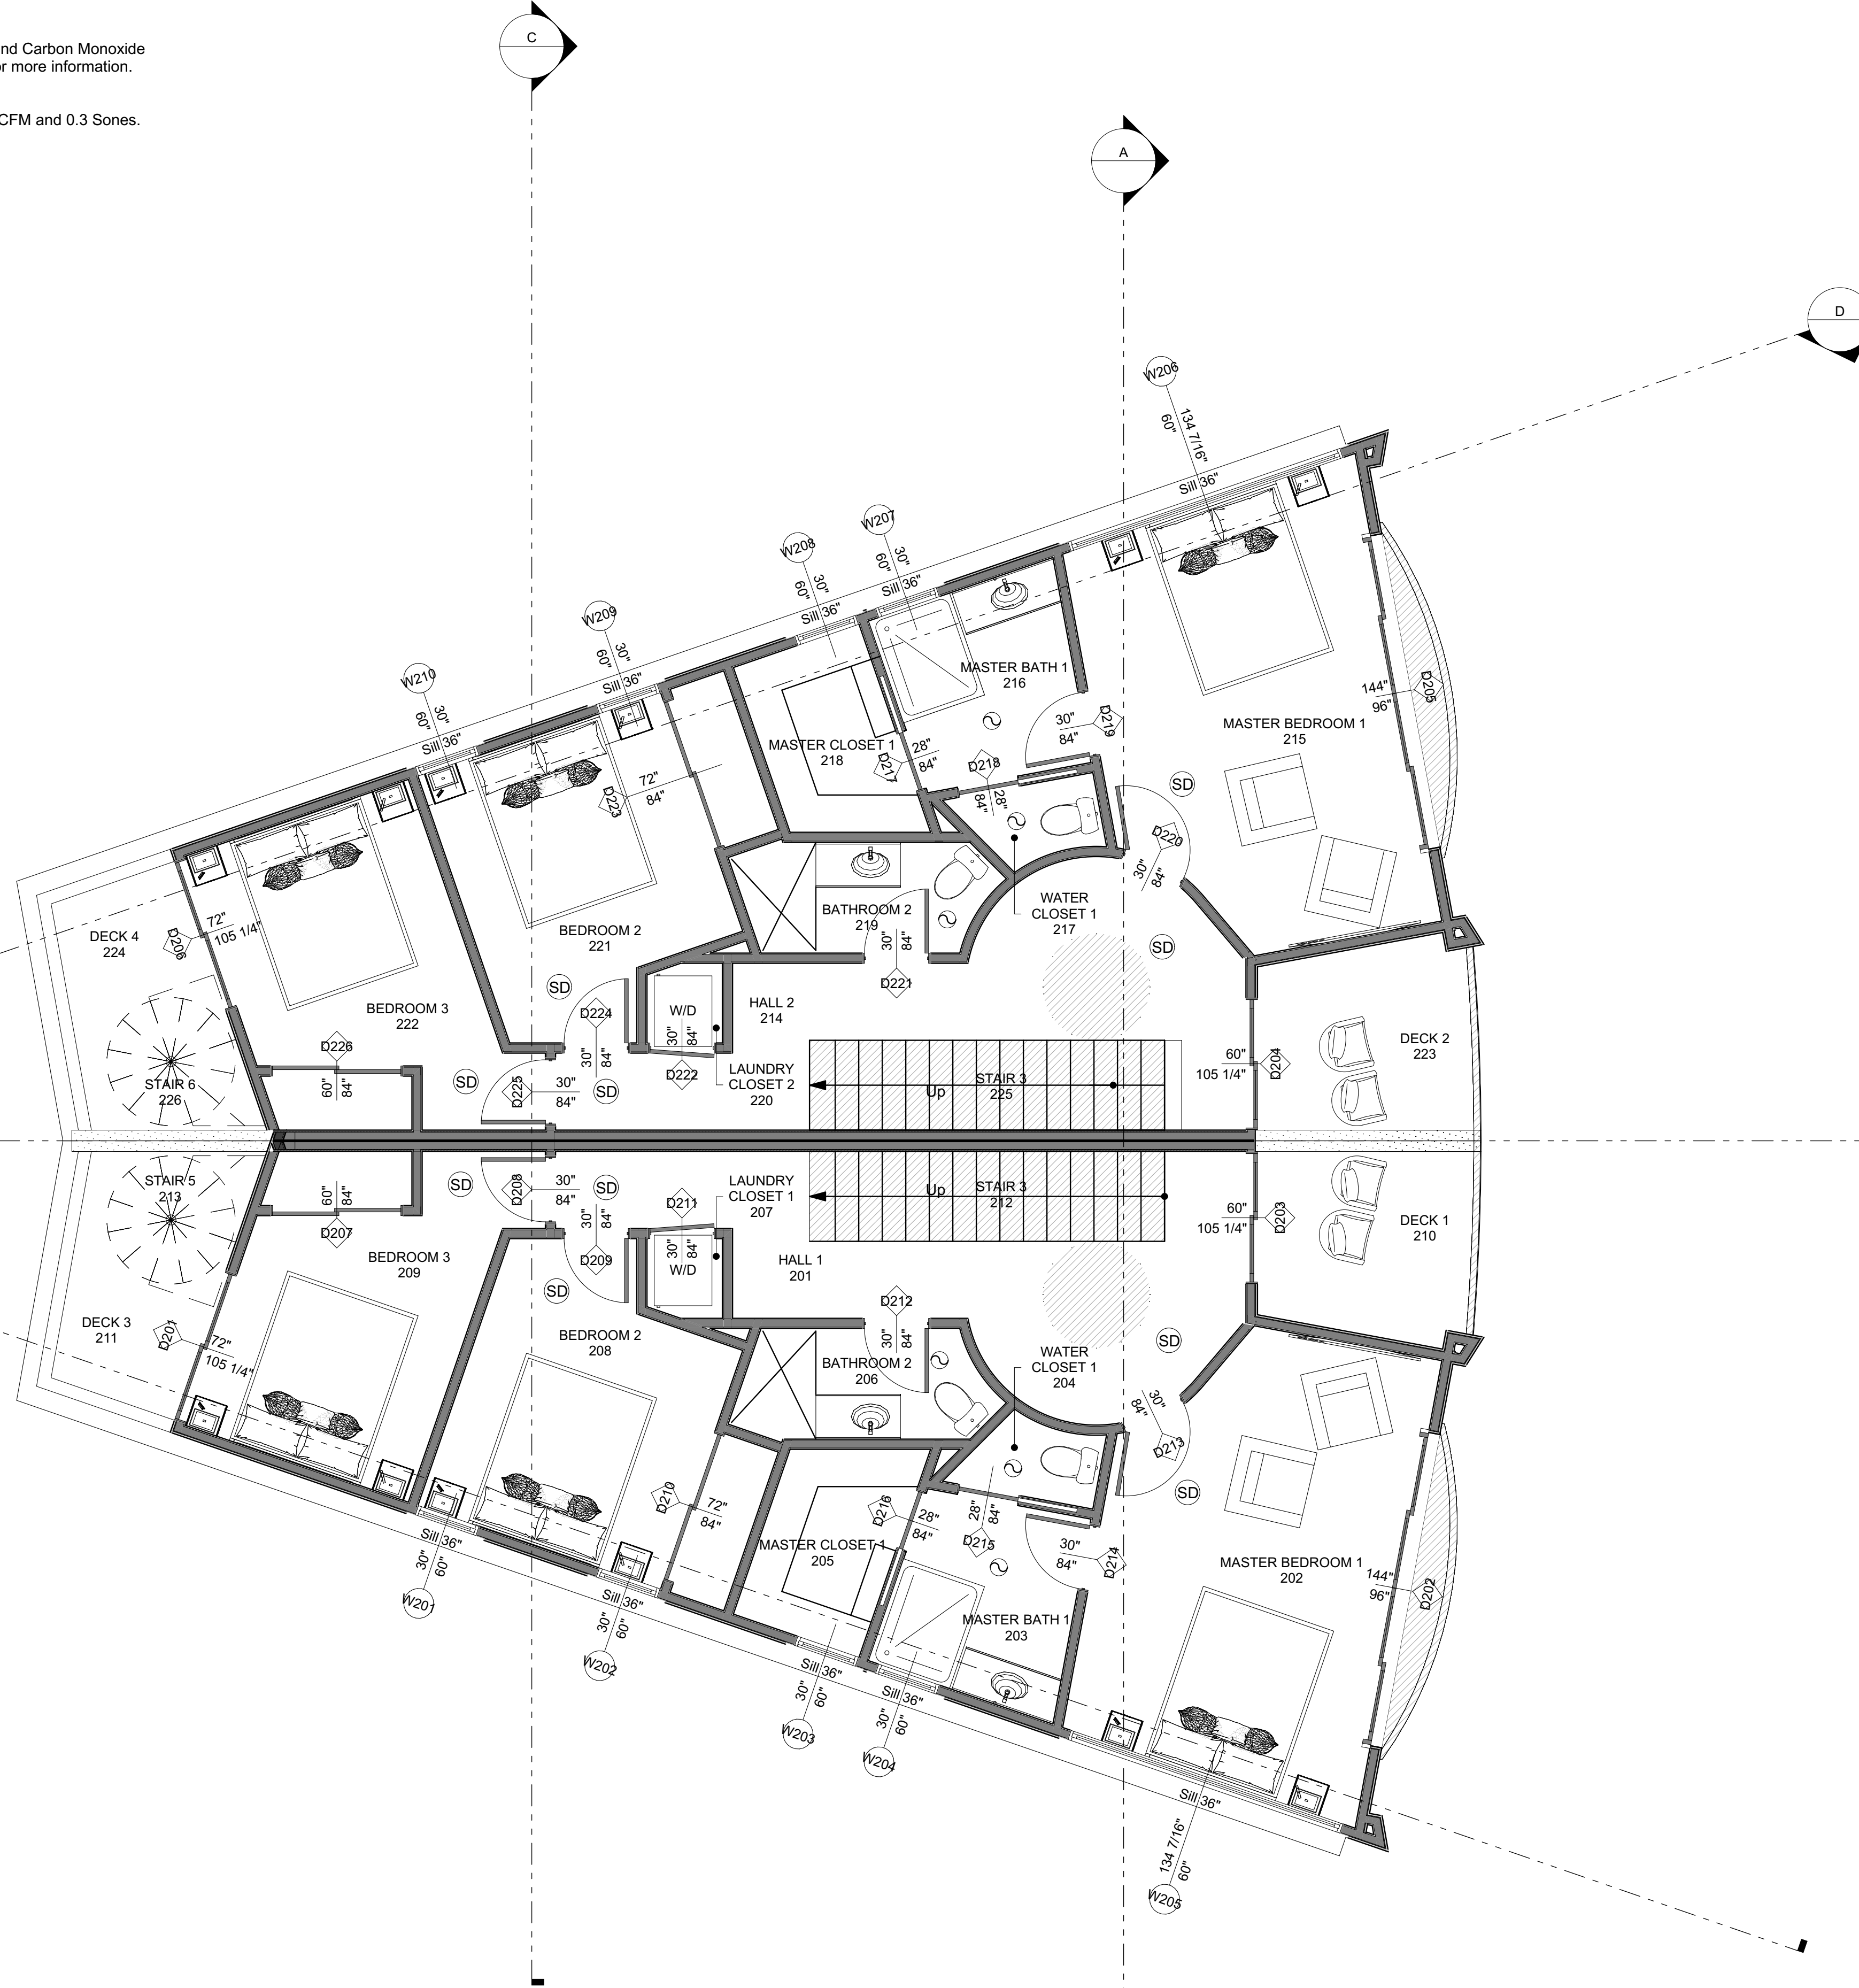 nd Carbon Monoxide
r more information.
CFM and 0.3 Sones.
C
A
D
W206
134 7/16"
60"
Sill 36"
W207
30"
60"
Sill 36"
W208
30"
60"
Sill 36"
W209
30"
60"
Sill 36"
W210
30"
60"
Sill 36"
MASTER BATH 1
216
MASTER CLOSET 1
218
MASTER BEDROOM 1
215
144"
96"
D205
30"
84"
D219
28"
84"
D217
D218
28"
84"
72"
84"
D223
SD
D220
30"
84"
WATER
CLOSET 1
217
BATHROOM 2
219
30"
84"
D221
SD
BEDROOM 2
221
DECK 4
224
D206
72"
105 1/4"
BEDROOM 3
222
SD
D224
30"
84"
W/D
30"
84"
D222
HALL 2
214
LAUNDRY
CLOSET 2
220
DECK 2
223
60"
105 1/4"
D204
STAIR 3
225
Up
D226
60"
84"
STAIR 6
226
SD
D225
30"
84"
SD
STAIR 5
213
60"
84"
D207
SD
D208
30"
84"
SD
30"
84"
D209
D211
30"
84"
W/D
LAUNDRY
CLOSET 1
207
Up
STAIR 3
212
60"
105 1/4"
D203
DECK 1
210
BEDROOM 3
209
HALL 1
201
SD
D212
30"
84"
DECK 3
211
D201
72"
105 1/4"
BEDROOM 2
208
BATHROOM 2
206
WATER
CLOSET 1
204
SD
30"
84"
D213
SD
D210
72"
84"
D216
28"
84"
28"
84"
D215
30"
84"
D214
MASTER CLOSET 1
205
MASTER BEDROOM 1
202
144"
96"
D202
MASTER BATH 1
203
Sill 36"
30"
60"
W201
Sill 36"
30"
60"
W202
Sill 36"
30"
60"
W203
Sill 36"
30"
60"
W204
Sill 36"
134 7/16"
60"
W205